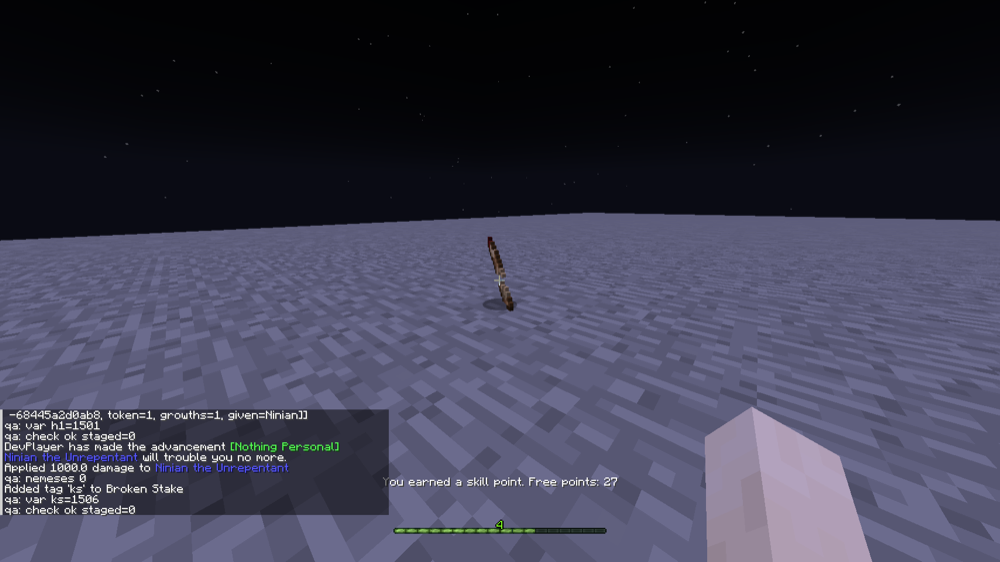 -68445a2d0ab8, token=1, growths=1, given=Ninian]]
qa: var h1=1501
qa: check ok staged=0
DevPlayer has made the advancement [Nothing Personal]
Ninian the Unrepentant will trouble you no more.
Applied 1000.0 damage to Ninian the Unrepentant
qa: nemeses 0
Added tag 'ks' to Broken Stake
qa: var ks=1506
qa: check ok staged=0
You earned a skill point. Free points: 27
4